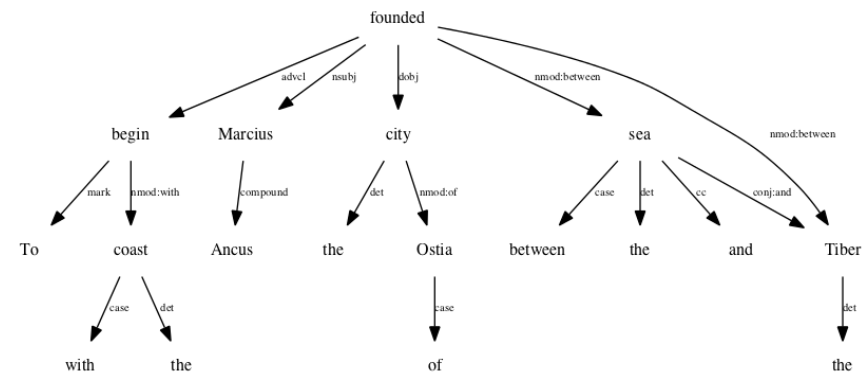 founded
advcl nsubj dobj nmod:between
begin Marcius city sea nmod:between
mark nmod:with compound det nmod:of case det cc conj:and
To coast Ancus the Ostia between the and Tiber
case det case det
with the of the